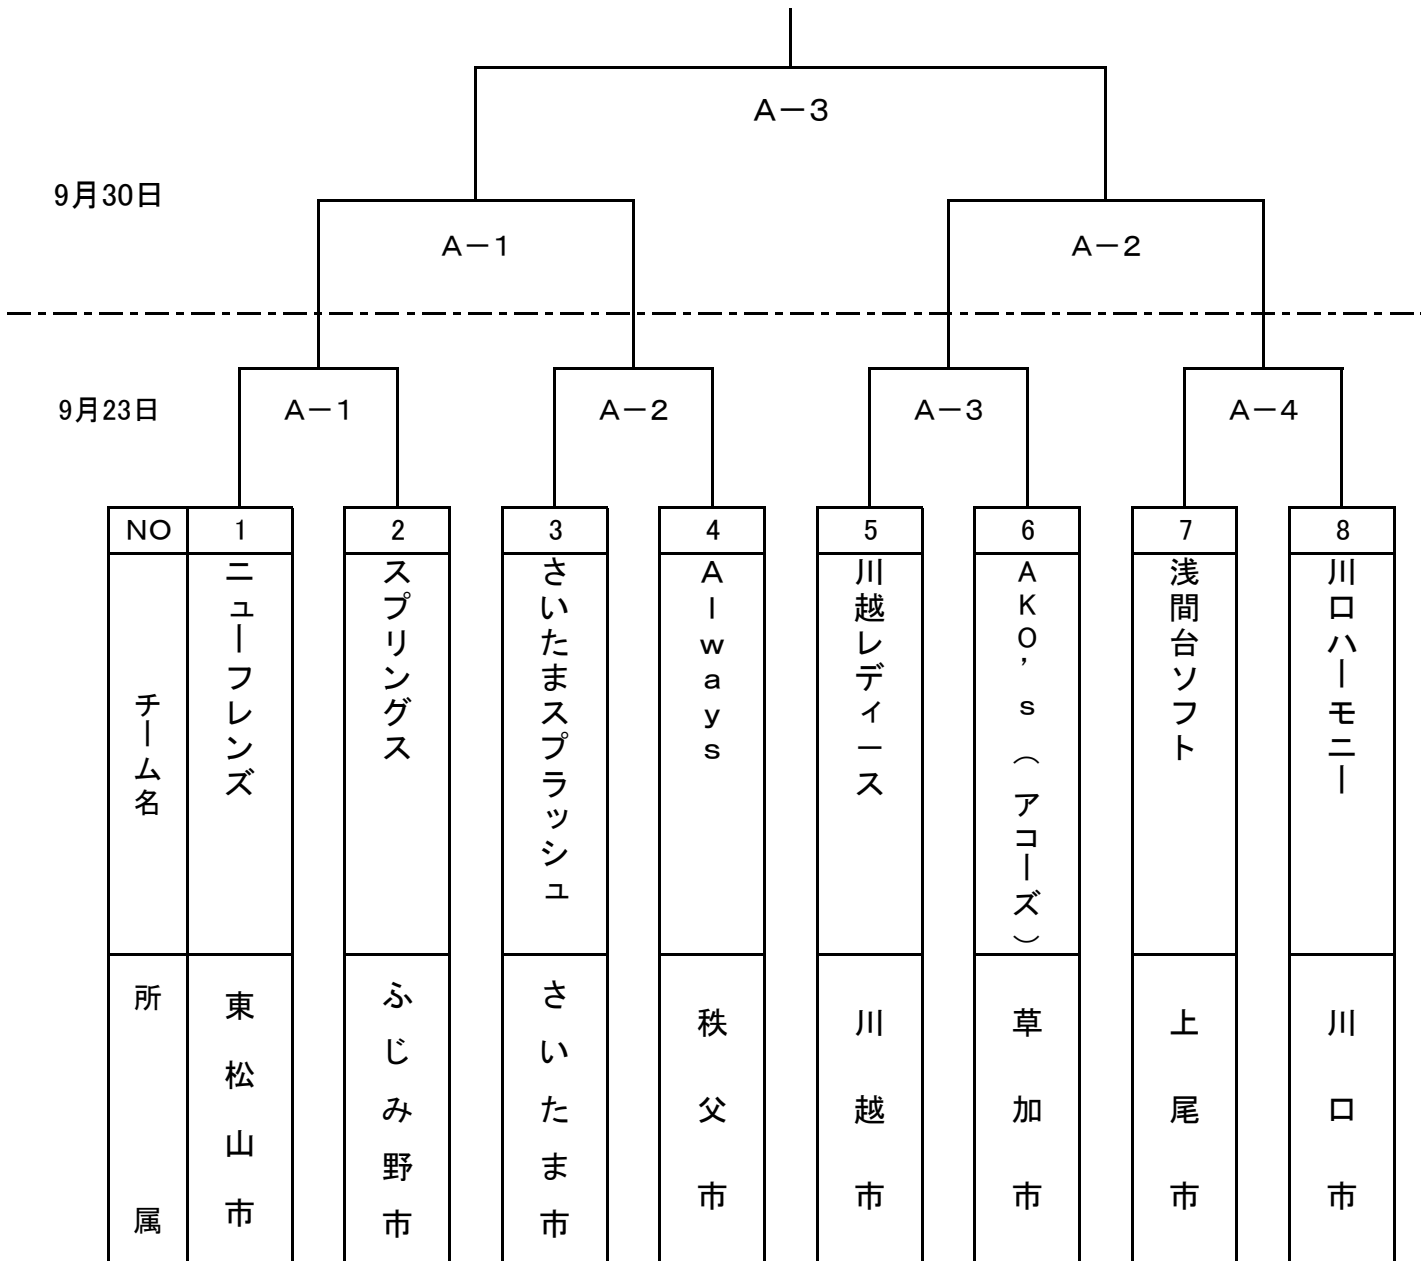 A－3
9月30日
A－1
A－2
9月23日
A－1
A－2
A－3
A－4
NO
1
2
3
4
5
6
7
8
チーム名
ニューフレンズ
スプリングス
さいたまスプラッシュ
Always
川越レディース
AKO’s（アコーズ）
浅間台ソフト
川口ハーモニー
所属
東松山市
ふじみ野市
さいたま市
秩父市
川越市
草加市
上尾市
川口市